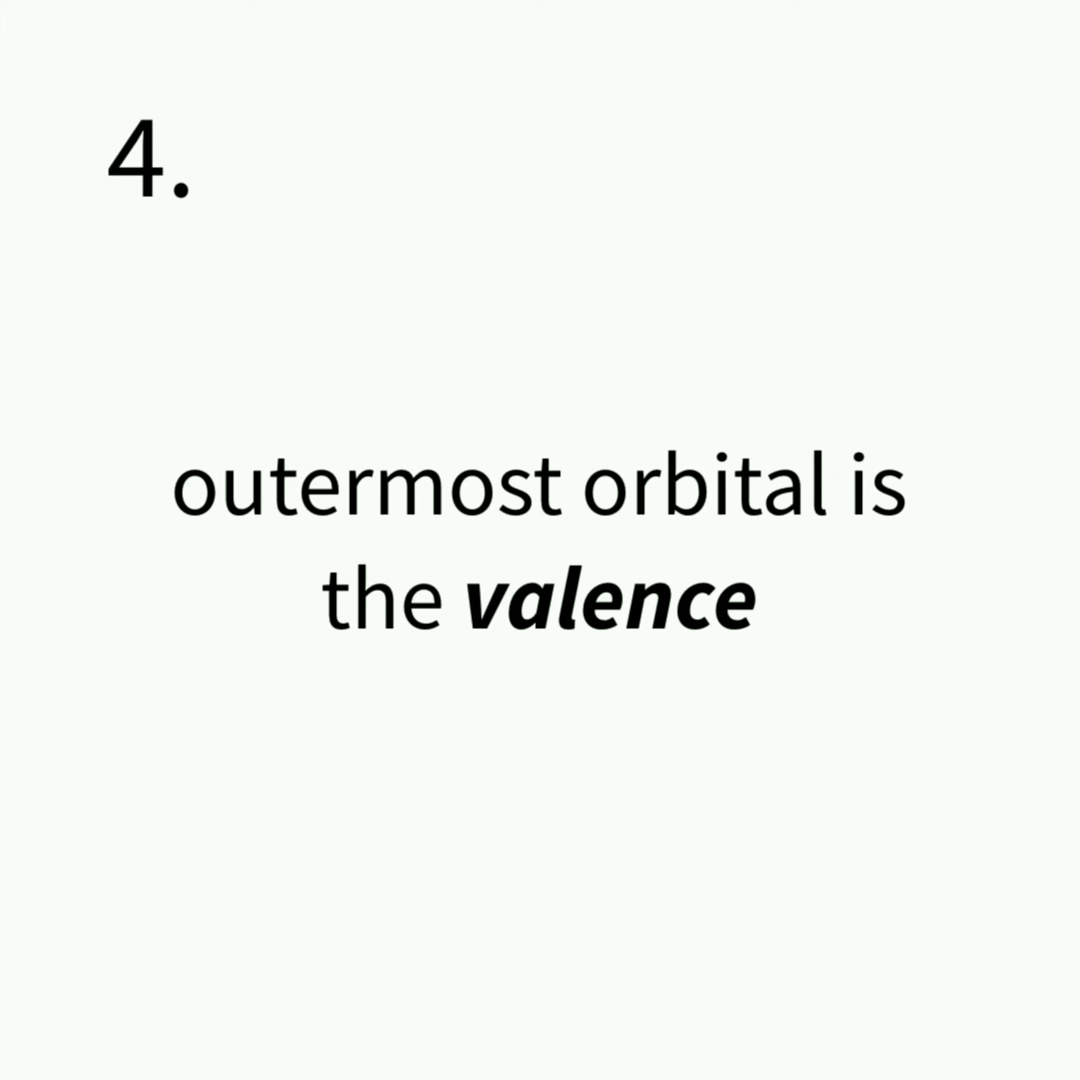 4.
outermost orbital is
the valence